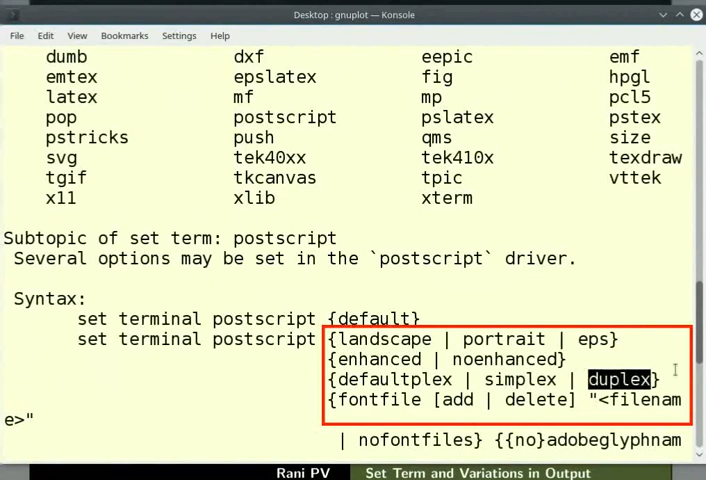 Desktop : gnuplot — Konsole
File Edit View Bookmarks Settings Help
dumb dxf eepic emf
emtex epslatex fig hpgl
latex mf mp pcl5
pop postscript pslatex pstex
pstricks push qms size
svg tek40xx tek410x texdraw
tgif tkcanvas tpic vttek
x11 xlib xterm
Subtopic of set term: postscript
Several options may be set in the `postscript` driver.
Syntax:
set terminal postscript {default}
set terminal postscript {landscape | portrait | eps}
{enhanced | noenhanced}
{defaultplex | simplex | duplex}
{fontfile [add | delete] "<filenam
e>"
| nofontfiles} {{no}adobeglyphnam
Rani PV Set Term and Variations in Output